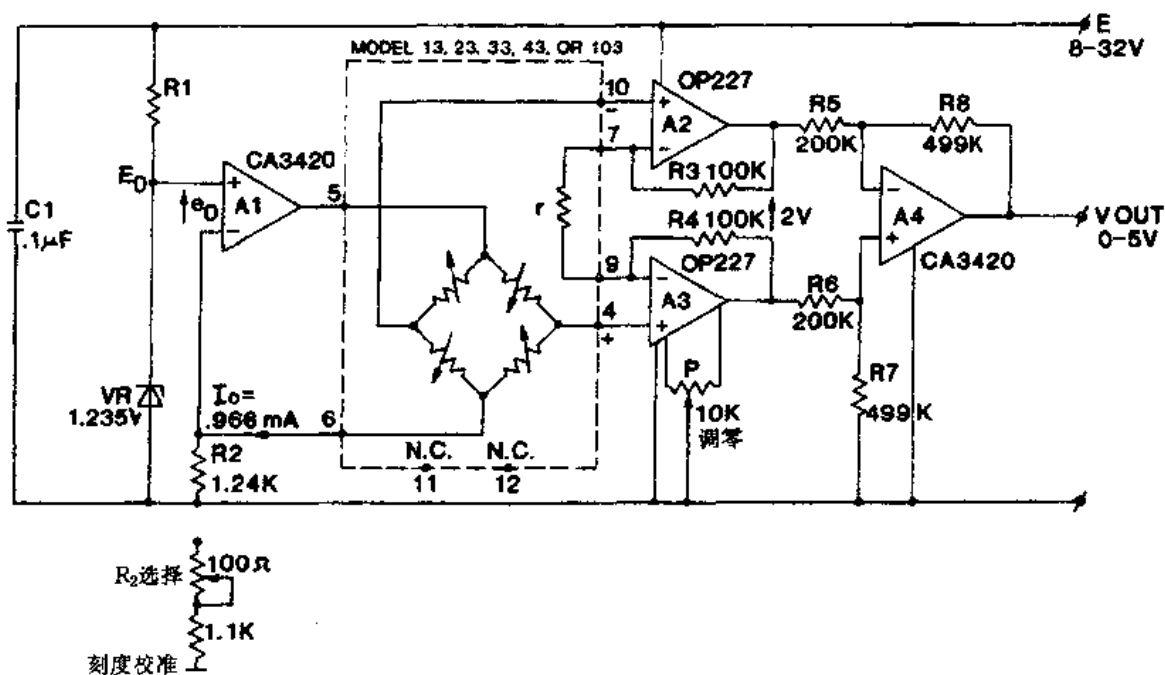 E
8-32V
MODEL 13, 23, 33, 43, OR 103
R1
10
-
OP227
+
A2
-
7
R5
200K
R8
499K
CA3420
E₀
+
A1
-
e₀
5
C1
.1μF
r
R3 100K
R4 100K
2V
-
A4
+
V OUT
0-5V
CA3420
9
OP227
-
A3
+
4
+
R6
200K
P
10K
调零
R7
499K
VR
1.235V
I₀=
.966 mA
6
R2
1.24K
N.C.
11
N.C.
12
R₂选择
100Ω
1.1K
刻度校准